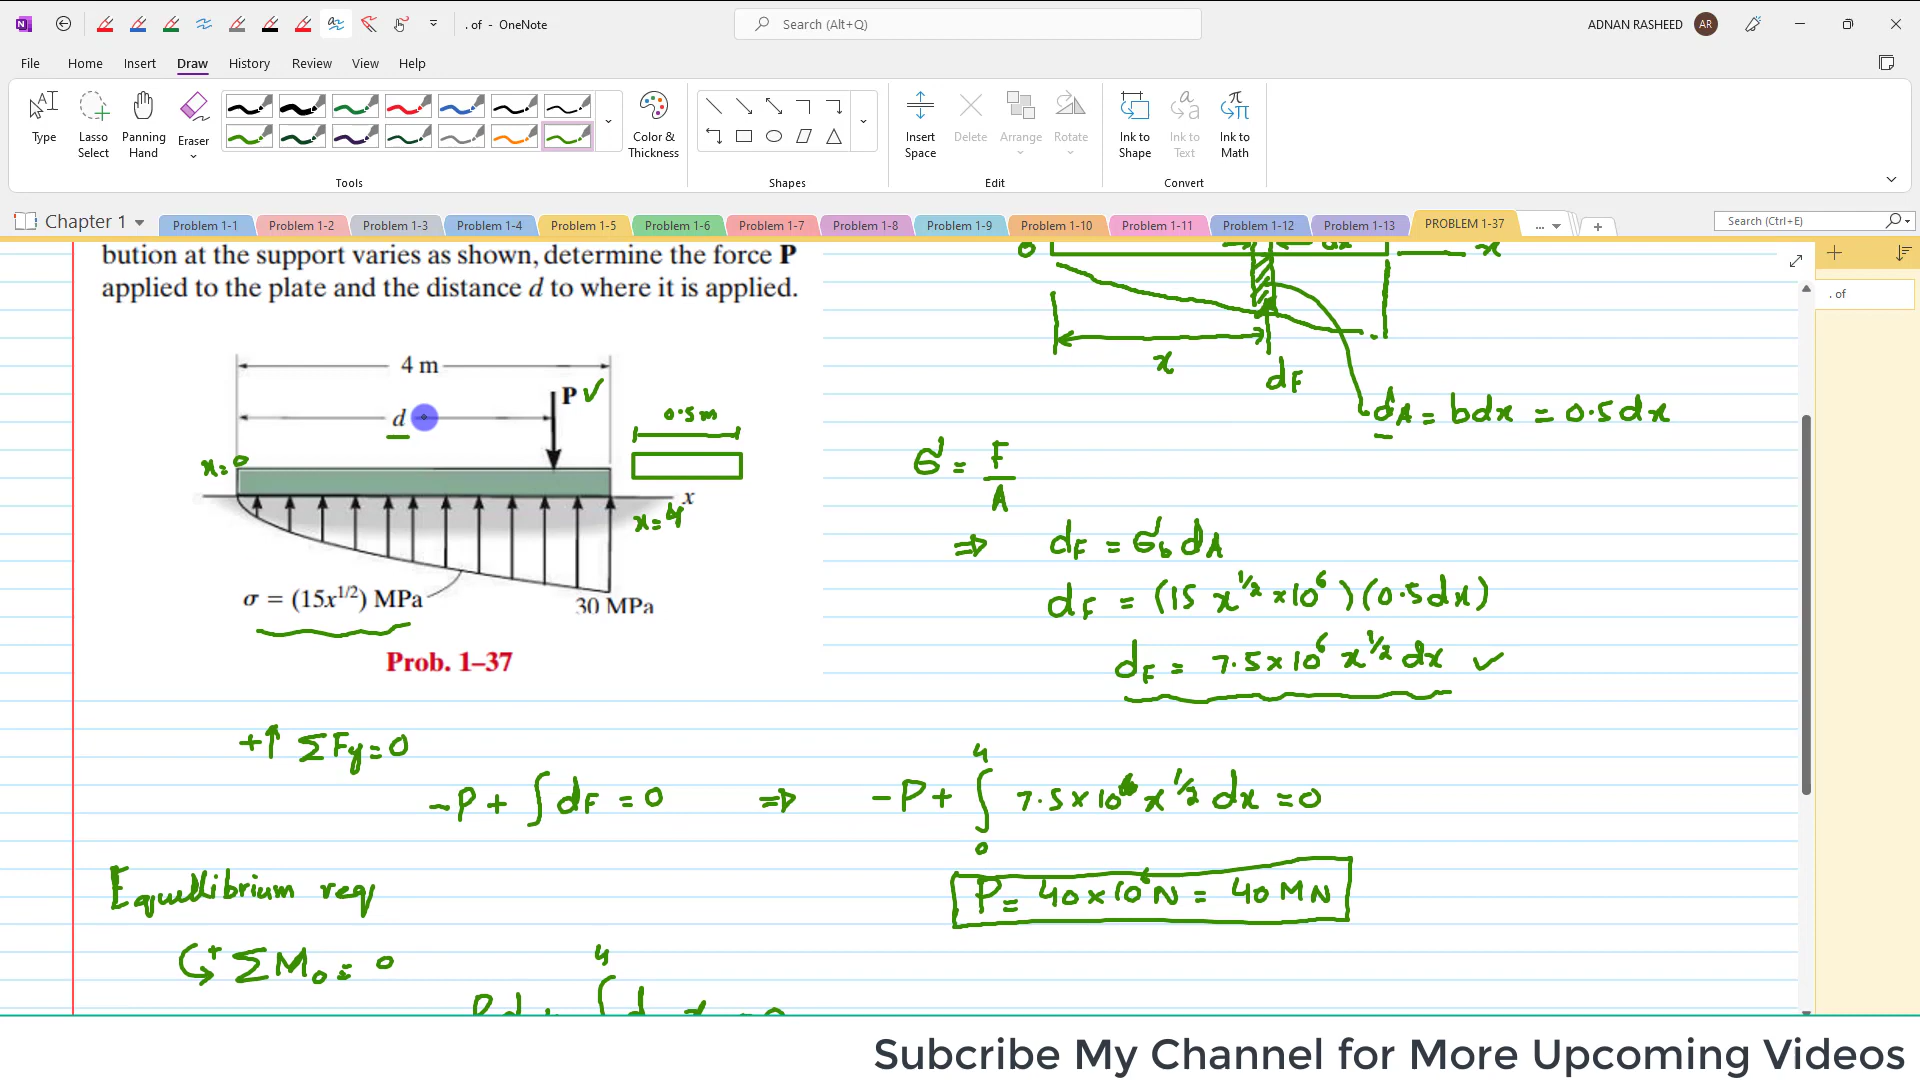 . of - OneNote
Search (Alt+Q)
ADNAN RASHEED
AR
File Home Insert Draw History Review View Help
Type
Lasso Select
Panning Hand
Eraser
Color & Thickness
Insert Space
Delete
Arrange
Rotate
Ink to Shape
Ink to Text
Ink to Math
Tools
Shapes
Edit
Convert
Chapter 1
Problem 1-1 Problem 1-2 Problem 1-3 Problem 1-4 Problem 1-5 Problem 1-6 Problem 1-7 Problem 1-8 Problem 1-9 Problem 1-10 Problem 1-11 Problem 1-12 Problem 1-13 PROBLEM 1-37 ...
Search (Ctrl+E)
. of
bution at the support varies as shown, determine the force P
applied to the plate and the distance d to where it is applied.
4 m
P ✓
d
0.5 m
x=0
x
x=4
σ = (15x^{1/2}) MPa
30 MPa
Prob. 1–37
0
dx
x
x
dF
dA = bdx = 0.5dx
σ = F/A
⇒ dF = σ_b dA
dF = (15 x^{1/2} ×10^6)(0.5dx)
dF = 7.5×10^6 x^{1/2} dx ✓
+↑ ΣFy=0
-P + ∫ dF = 0 ⇒ -P + ∫_0^4 7.5×10^6 x^{1/2} dx = 0
P = 40×10^6 N = 40 MN
Equillibrium req
↺+ ΣM_O = 0
4
Subcribe My Channel for More Upcoming Videos